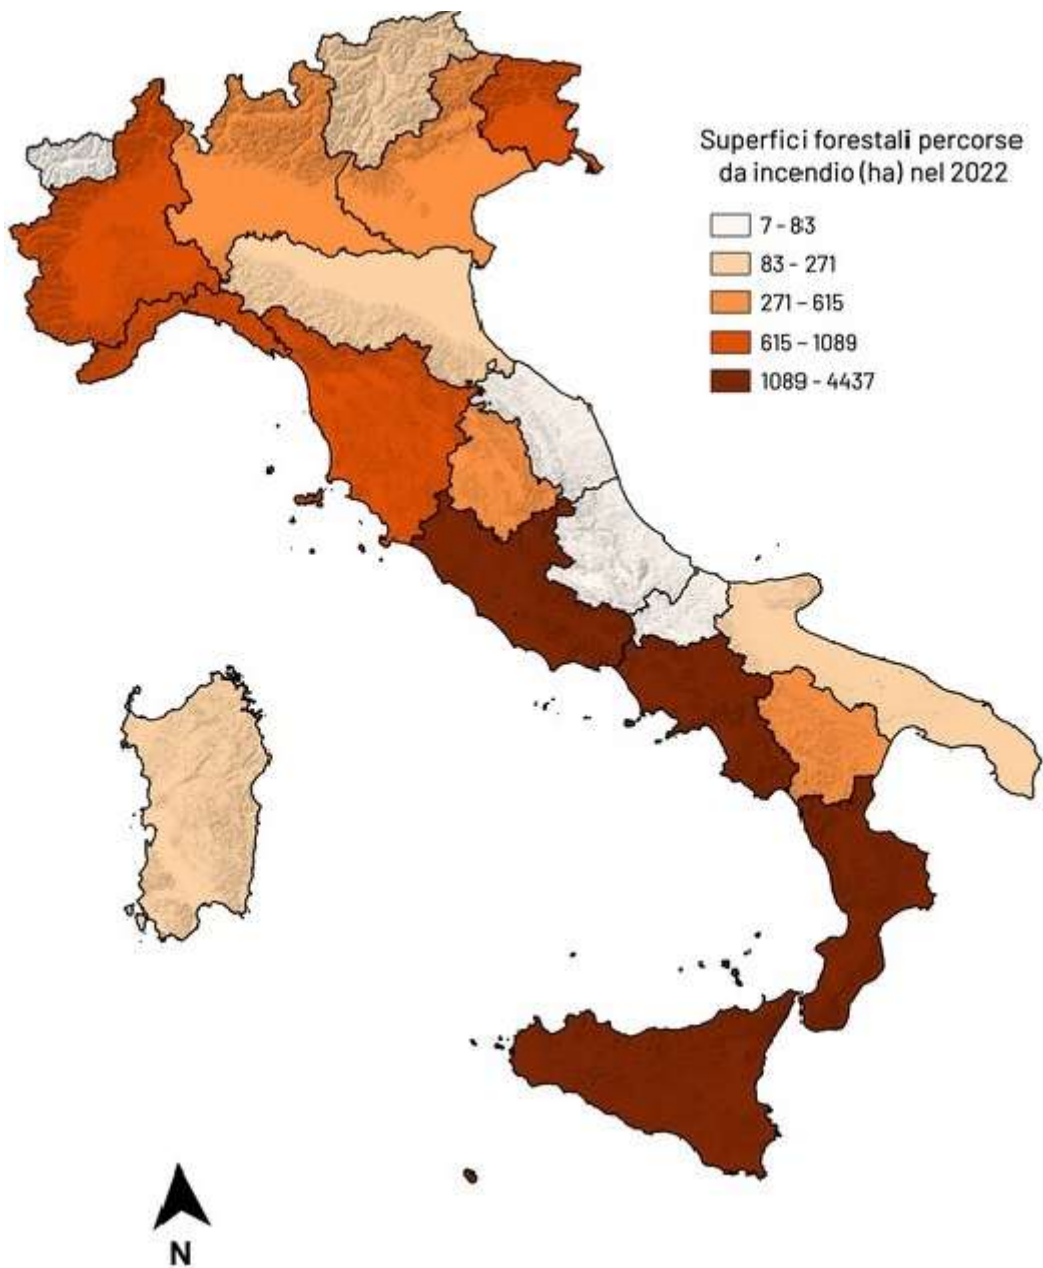 Superfici forestali percorse
da incendio (ha) nel 2022
7 - 83
83 - 271
271 - 615
615 - 1089
1089 - 4437
N